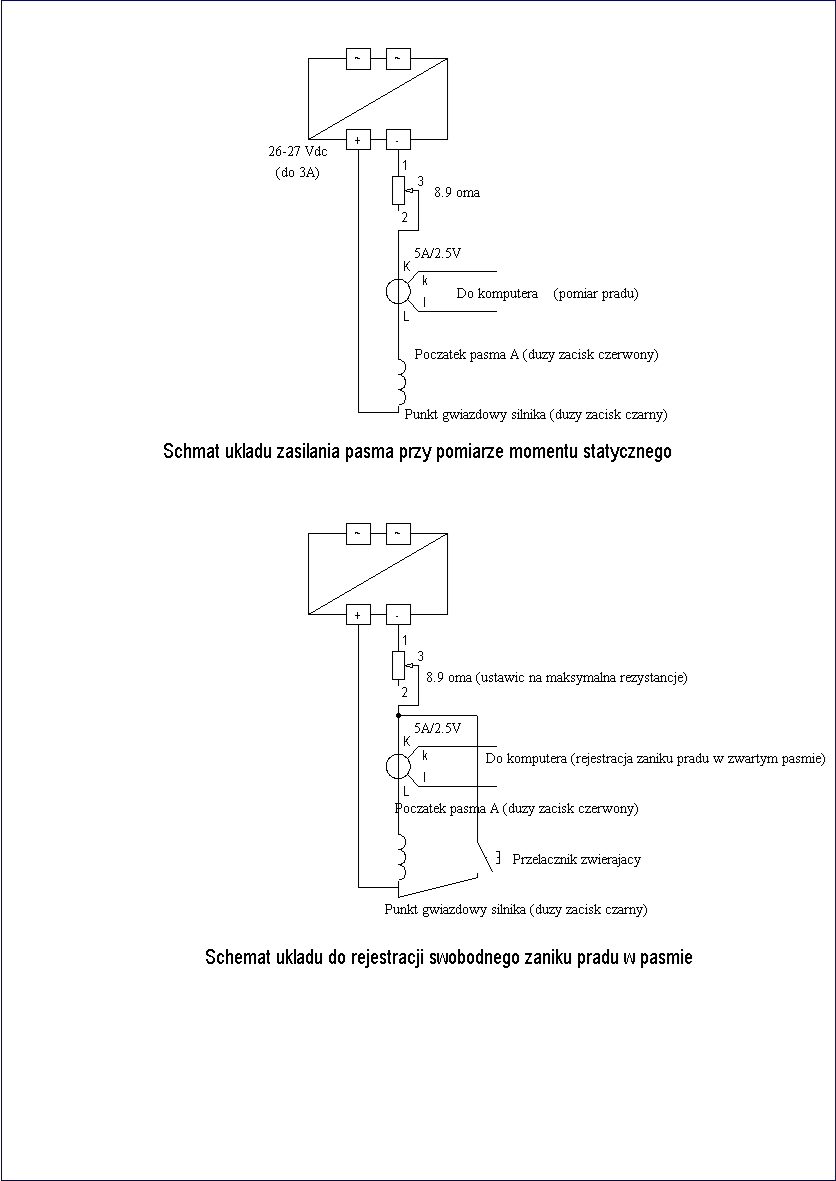 ~ ~
+ -
26-27 Vdc
(do 3A)
1
3
8.9 oma
2
5A/2.5V
K
k
Do komputera (pomiar pradu)
l
L
Poczatek pasma A (duzy zacisk czerwony)
Punkt gwiazdowy silnika (duzy zacisk czarny)
Schmat ukladu zasilania pasma przy pomiarze momentu statycznego
~ ~
+ -
1
3
8.9 oma (ustawic na maksymalna rezystancje)
2
5A/2.5V
K
k
Do komputera (rejestracja zaniku pradu w zwartym pasmie)
l
L
Poczatek pasma A (duzy zacisk czerwony)
Przelacznik zwierajacy
Punkt gwiazdowy silnika (duzy zacisk czarny)
Schemat ukladu do rejestracji swobodnego zaniku pradu w pasmie